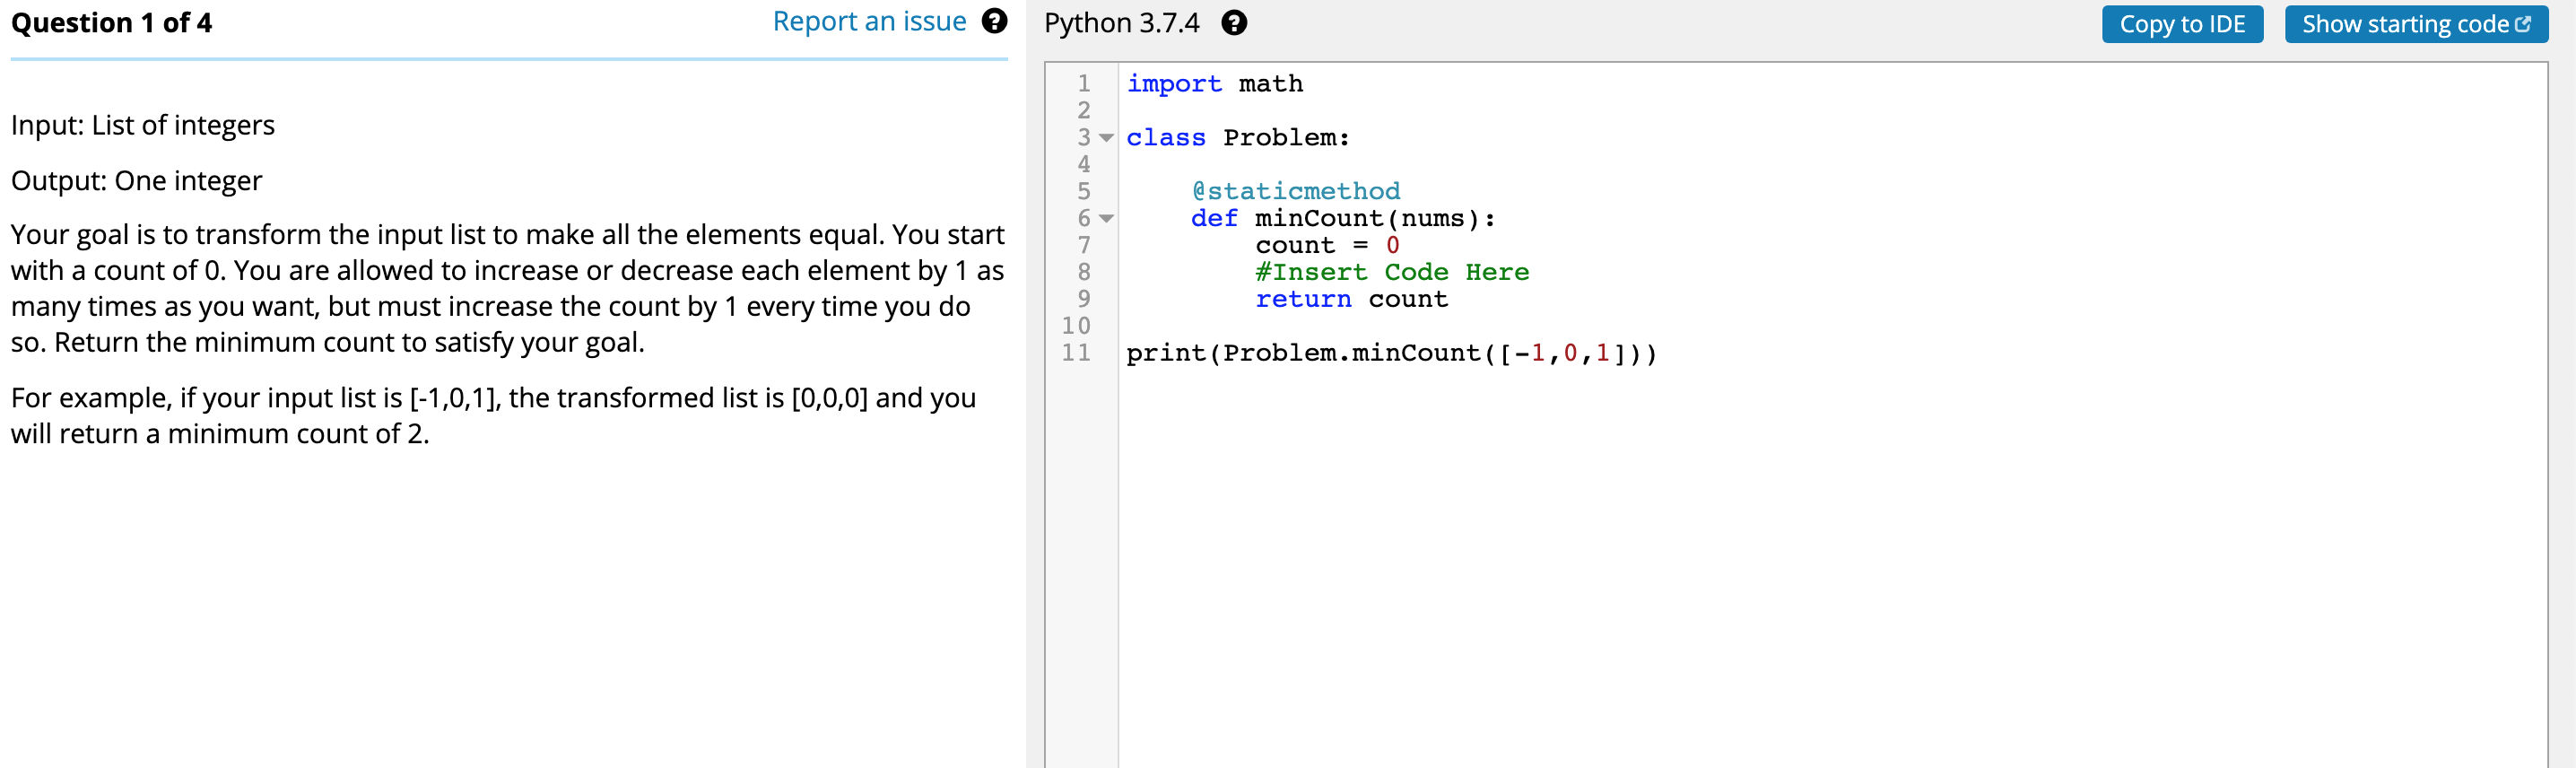 Question 1 of 4
Report an issue ?
Input: List of integers
Output: One integer
Your goal is to transform the input list to make all the elements equal. You start
with a count of 0. You are allowed to increase or decrease each element by 1 as
many times as you want, but must increase the count by 1 every time you do
so. Return the minimum count to satisfy your goal.
For example, if your input list is [-1,0,1], the transformed list is [0,0,0] and you
will return a minimum count of 2.
Python 3.7.4 ?
Copy to IDE
Show starting code
1 import math
2
3 class Problem:
4
5     @staticmethod
6     def minCount(nums):
7         count = 0
8         #Insert Code Here
9         return count
10
11 print(Problem.minCount([-1,0,1]))